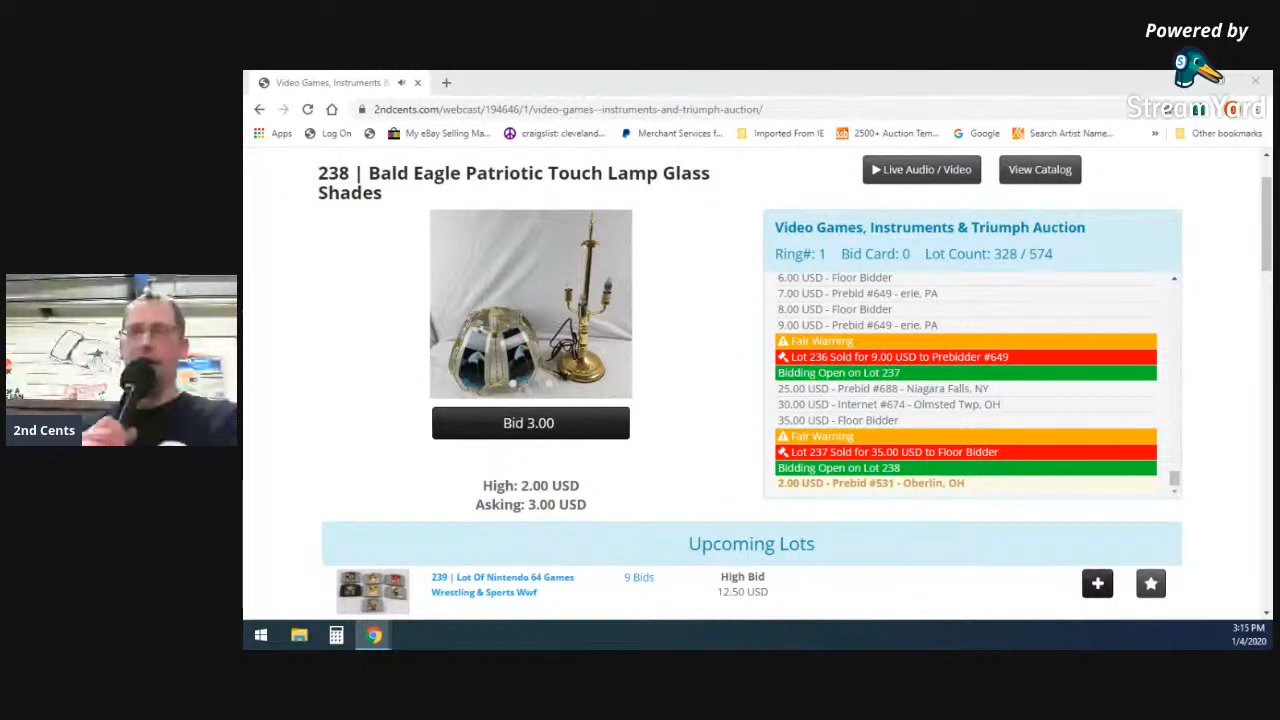 Powered by
StreamYard
Video Games, Instruments &
2ndcents.com/webcast/194646/1/video-games--instruments-and-triumph-auction/
Apps
Log On
My eBay Selling Ma...
craigslist: cleveland...
Merchant Services f...
Imported From IE
2500+ Auction Tem...
Google
Search Artist Name...
»
Other bookmarks
238 | Bald Eagle Patriotic Touch Lamp Glass
Shades
Live Audio / Video
View Catalog
Bid 3.00
High: 2.00 USD
Asking: 3.00 USD
Video Games, Instruments & Triumph Auction
Ring#: 1 Bid Card: 0 Lot Count: 328 / 574
6.00 USD - Floor Bidder
7.00 USD - Prebid #649 - erie, PA
8.00 USD - Floor Bidder
9.00 USD - Prebid #649 - erie, PA
Fair Warning
Lot 236 Sold for 9.00 USD to Prebidder #649
Bidding Open on Lot 237
25.00 USD - Prebid #688 - Niagara Falls, NY
30.00 USD - Internet #674 - Olmsted Twp, OH
35.00 USD - Floor Bidder
Fair Warning
Lot 237 Sold for 35.00 USD to Floor Bidder
Bidding Open on Lot 238
2.00 USD - Prebid #531 - Oberlin, OH
2nd Cents
Upcoming Lots
239 | Lot Of Nintendo 64 Games
Wrestling & Sports Wwf
9 Bids
High Bid
12.50 USD
3:15 PM
1/4/2020